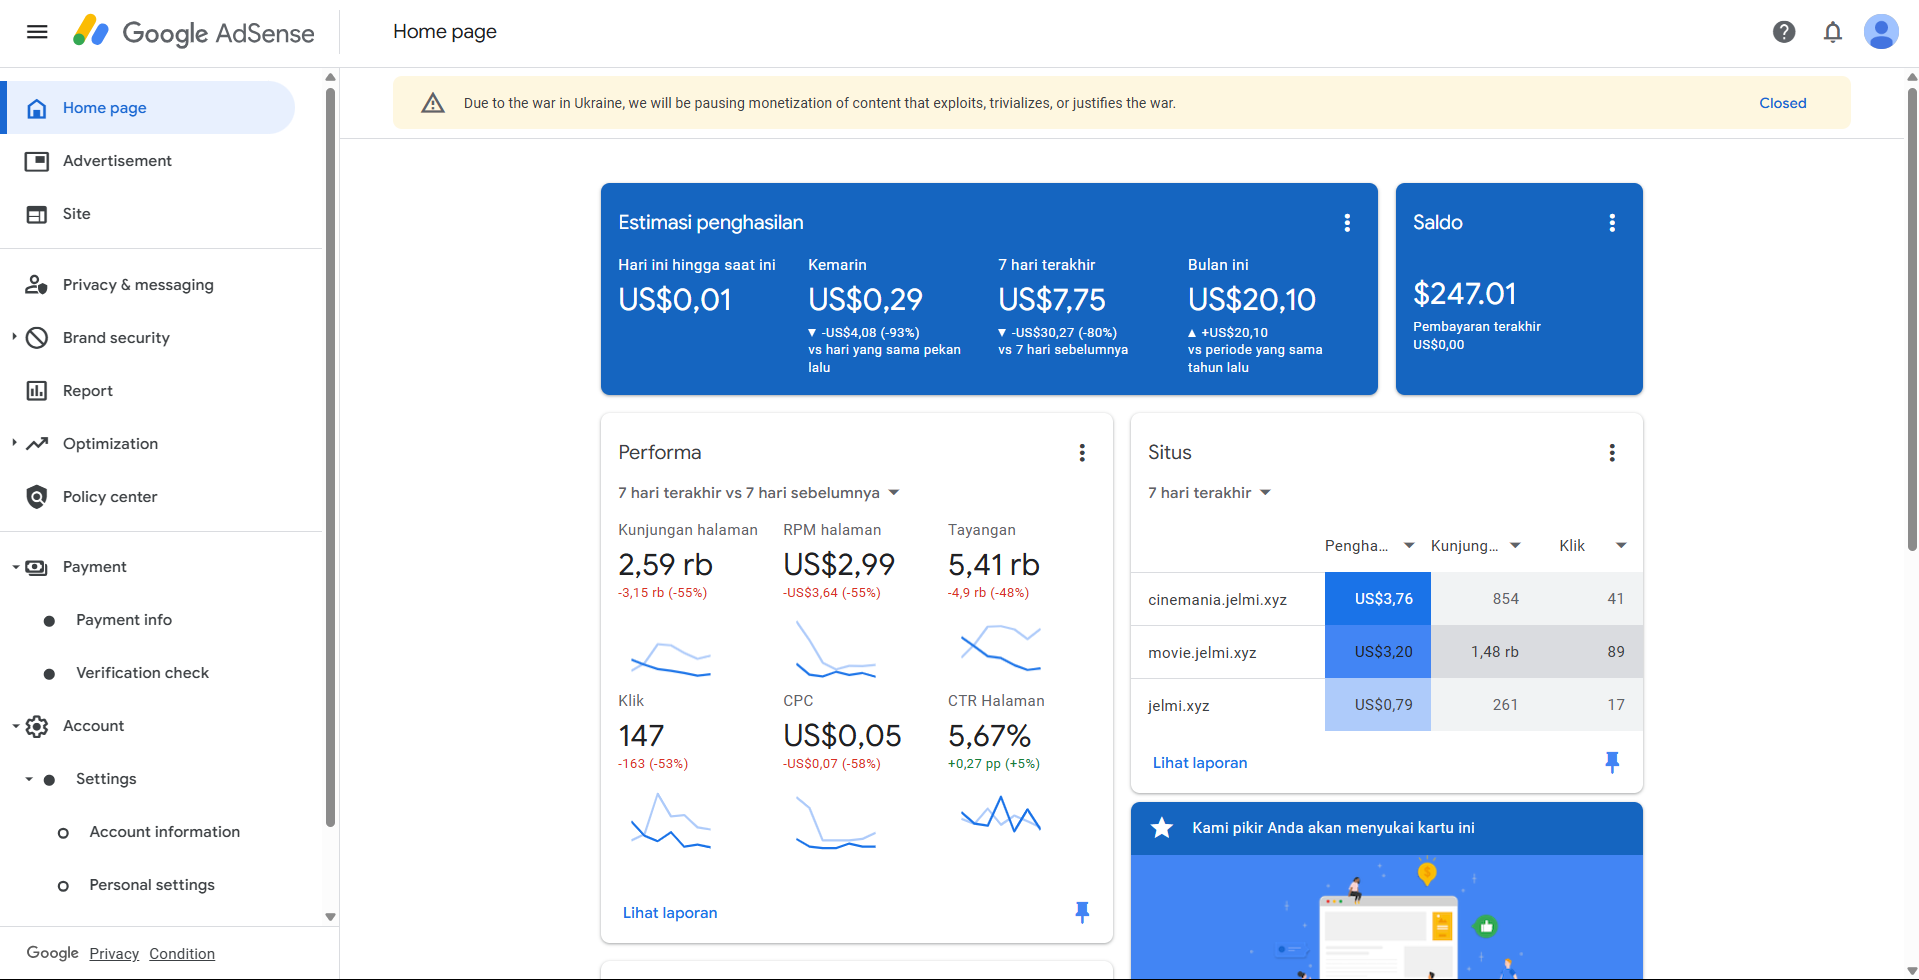 Google AdSense
Home page
Due to the war in Ukraine, we will be pausing monetization of content that exploits, trivializes, or justifies the war.
Closed
Home page
Advertisement
Site
Privacy & messaging
Brand security
Report
Optimization
Policy center
Payment
Payment info
Verification check
Account
Settings
Account information
Personal settings
Google Privacy Condition
Estimasi penghasilan
Hari ini hingga saat ini
US$0,01
Kemarin
US$0,29
▼ -US$4,08 (-93%)
vs hari yang sama pekan
lalu
7 hari terakhir
US$7,75
▼ -US$30,27 (-80%)
vs 7 hari sebelumnya
Bulan ini
US$20,10
▲ +US$20,10
vs periode yang sama
tahun lalu
Saldo
$247.01
Pembayaran terakhir
US$0,00
Performa
7 hari terakhir vs 7 hari sebelumnya
Kunjungan halaman
2,59 rb
-3,15 rb (-55%)
RPM halaman
US$2,99
-US$3,64 (-55%)
Tayangan
5,41 rb
-4,9 rb (-48%)
Klik
147
-163 (-53%)
CPC
US$0,05
-US$0,07 (-58%)
CTR Halaman
5,67%
+0,27 pp (+5%)
Lihat laporan
Situs
7 hari terakhir
Pengha... Kunjung... Klik
cinemania.jelmi.xyz US$3,76 854 41
movie.jelmi.xyz US$3,20 1,48 rb 89
jelmi.xyz US$0,79 261 17
Lihat laporan
Kami pikir Anda akan menyukai kartu ini